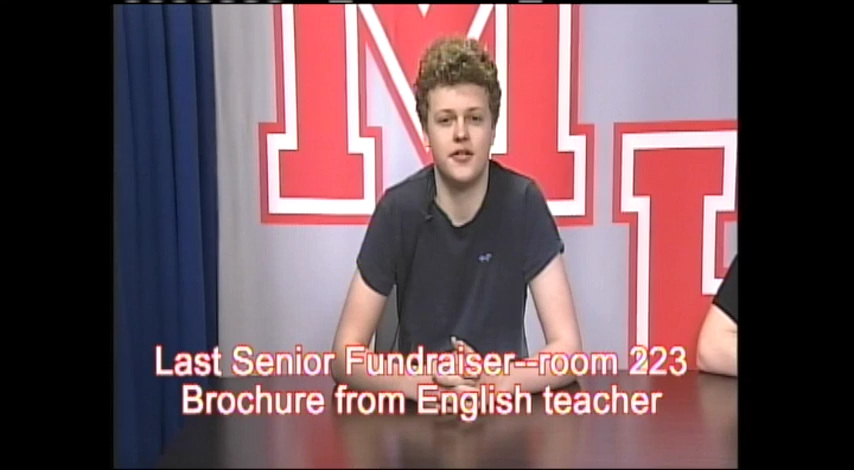 M H
Last Senior Fundraiser--room 223
Brochure from English teacher